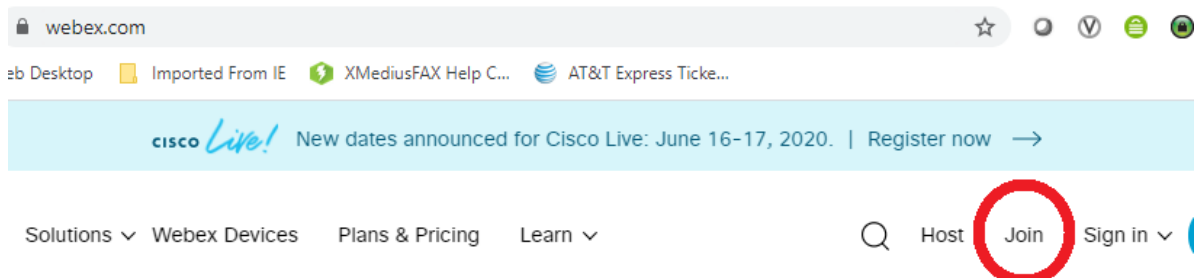 webex.com
eb Desktop Imported From IE XMediusFAX Help C... AT&T Express Ticke...
CISCO Live! New dates announced for Cisco Live: June 16-17, 2020. | Register now →
Solutions Webex Devices Plans & Pricing Learn Host Join Sign in